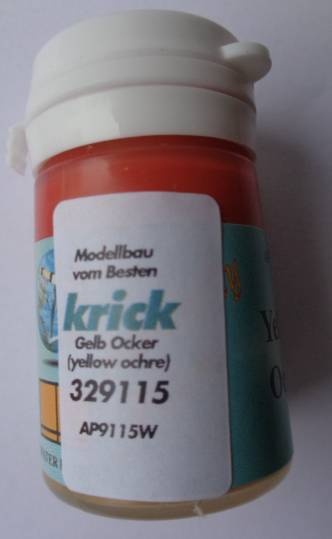 Modellbau
vom Besten
krick
Gelb Ocker
(yellow ochre)
329115
AP9115W